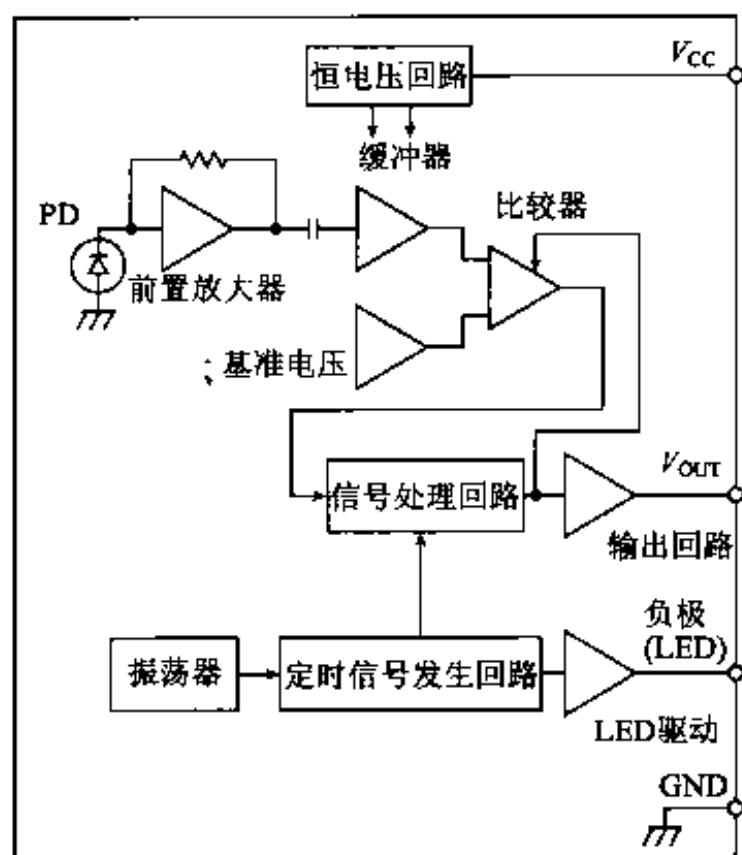 恒电压回路
V_CC
缓冲器
PD
前置放大器
比较器
基准电压
信号处理回路
V_OUT
输出回路
振荡器
定时信号发生回路
负极
(LED)
LED驱动
GND